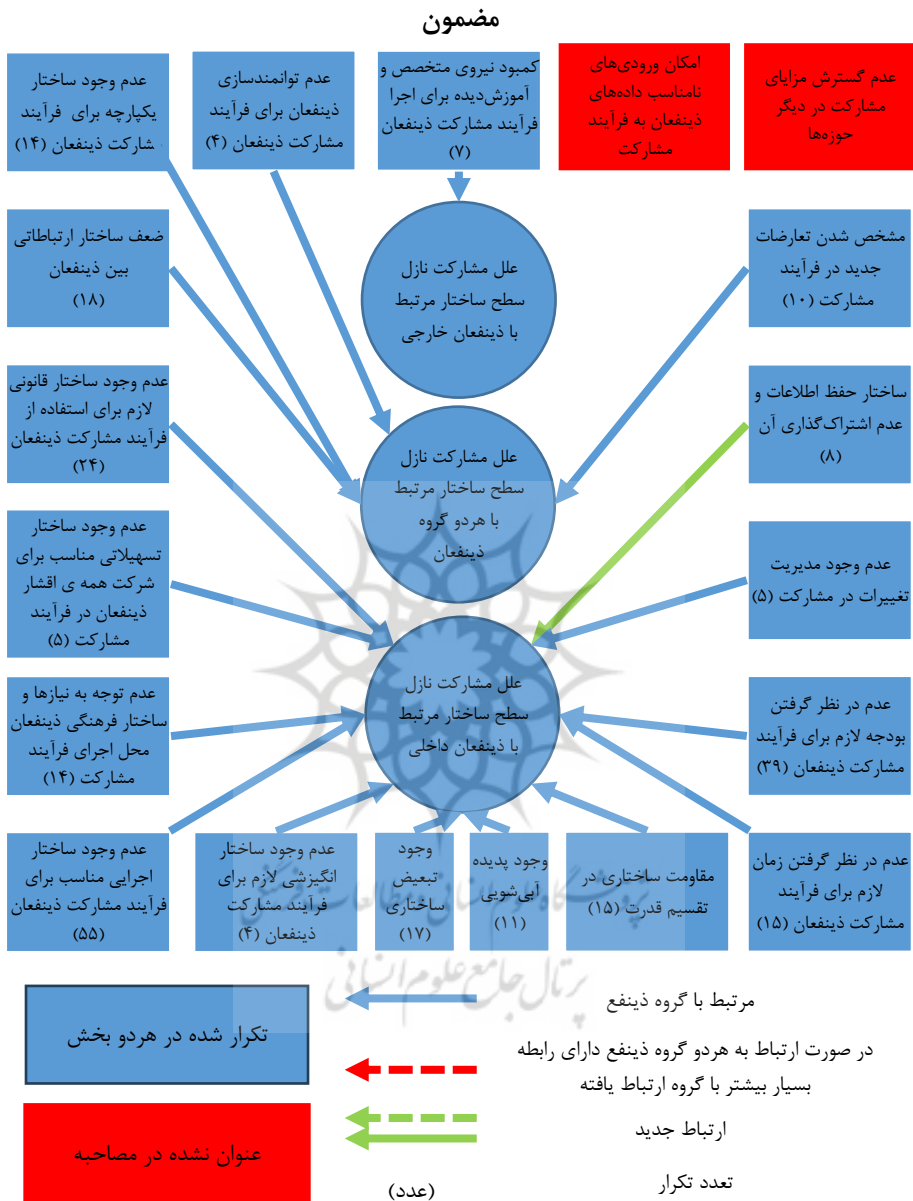 مضمون
عدم گسترش مزایای
مشارکت در دیگر
حوزه‌ها
امکان ورودی‌های
نامناسب داده‌های
ذینفعان به فرآیند
مشارکت
کمبود نیروی متخصص و
آموزش‌دیده برای اجرا
فرآیند مشارکت ذینفعان
(۷)
عدم توانمندسازی
ذینفعان برای فرآیند
مشارکت ذینفعان (۴)
عدم وجود ساختار
یکپارچه برای فرآیند
مشارکت ذینفعان (۱۴)
مشخص شدن تعارضات
جدید در فرآیند
مشارکت (۱۰)
علل مشارکت نازل
سطح ساختار مرتبط
با ذینفعان خارجی
ضعف ساختار ارتباطاتی
بین ذینفعان
(۱۸)
ساختار حفظ اطلاعات و
عدم اشتراک‌گذاری آن
(۸)
علل مشارکت نازل
سطح ساختار مرتبط
با هردو گروه
ذینفعان
عدم وجود ساختار قانونی
لازم برای استفاده از
فرآیند مشارکت ذینفعان
(۲۴)
عدم وجود مدیریت
تغییرات در مشارکت (۵)
عدم وجود ساختار
تسهیلاتی مناسب برای
شرکت همه ی اقشار
ذینفعان در فرآیند
مشارکت (۵)
عدم در نظر گرفتن
بودجه لازم برای فرآیند
مشارکت ذینفعان (۳۹)
علل مشارکت نازل
سطح ساختار مرتبط
با ذینفعان داخلی
عدم توجه به نیازها و
ساختار فرهنگی ذینفعان
محل اجرای فرآیند
مشارکت (۱۴)
عدم در نظر گرفتن زمان
لازم برای فرآیند
مشارکت ذینفعان (۱۵)
مقاومت ساختاری در
تقسیم قدرت (۱۵)
وجود پدیده
آبی‌شویی
(۱۱)
وجود
تبعیض
ساختاری
(۱۷)
عدم وجود ساختار
انگیزشی لازم برای
فرآیند مشارکت
ذینفعان (۴)
عدم وجود ساختار
اجرایی مناسب برای
فرآیند مشارکت ذینفعان
(۵۵)
پژوهشگاه علوم انسانی و مطالعات فرهنگی
پرتال جامع علوم انسانی
مرتبط با گروه ذینفع
تکرار شده در هردو بخش
در صورت ارتباط به هردو گروه ذینفع دارای رابطه
بسیار بیشتر با گروه ارتباط یافته
ارتباط جدید
عنوان نشده در مصاحبه
تعدد تکرار
(عدد)